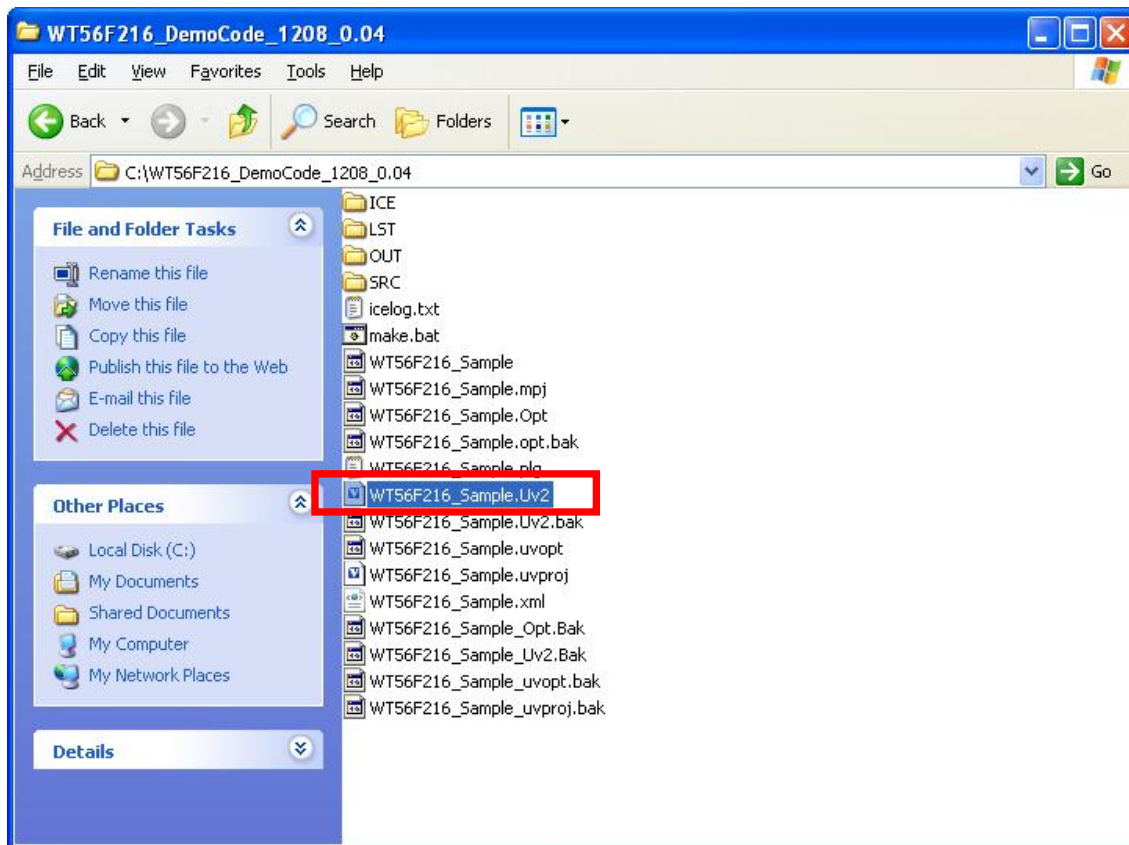 WT56F216_DemoCode_1208_0.04
File Edit View Favorites Tools Help
Back Search Folders
Address C:\WT56F216_DemoCode_1208_0.04 Go
File and Folder Tasks
Rename this file
Move this file
Copy this file
Publish this file to the Web
E-mail this file
Delete this file
Other Places
Local Disk (C:)
My Documents
Shared Documents
My Computer
My Network Places
Details
ICE
LST
OUT
SRC
icelog.txt
make.bat
WT56F216_Sample
WT56F216_Sample.mpj
WT56F216_Sample.Opt
WT56F216_Sample.opt.bak
WT56F216_Sample.plg
WT56F216_Sample.Uv2
WT56F216_Sample.Uv2.bak
WT56F216_Sample.uvopt
WT56F216_Sample.uvproj
WT56F216_Sample.xml
WT56F216_Sample_Opt.Bak
WT56F216_Sample_Uv2.Bak
WT56F216_Sample_uvopt.bak
WT56F216_Sample_uvproj.bak